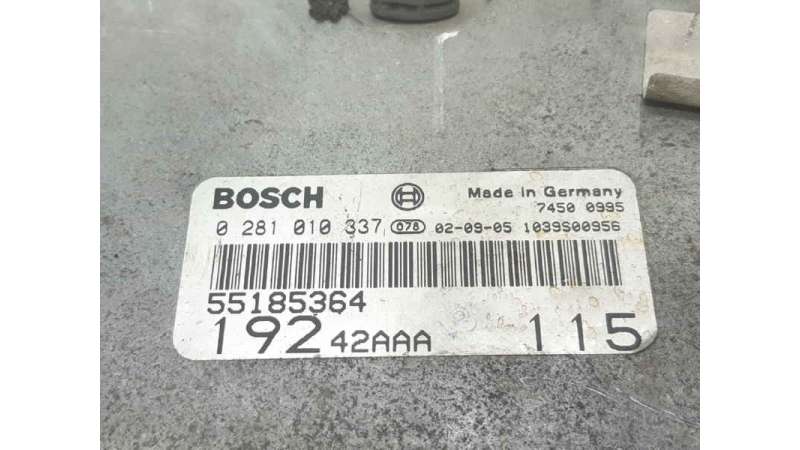 BOSCH
Made in Germany
7450 0995
0 281 010 337 078 02-09-05 1039S00956
55185364
192 42AAA 115